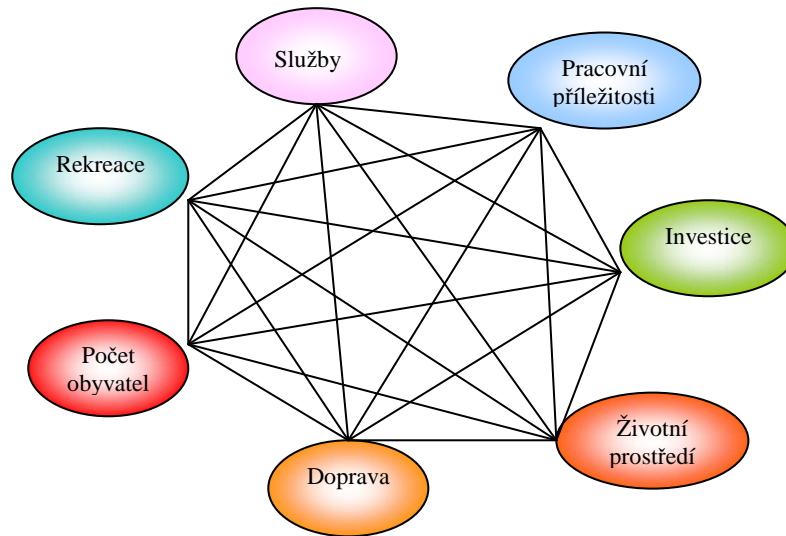 Služby
Pracovní
příležitosti
Rekreace
Investice
Počet
obyvatel
Životní
prostředí
Doprava